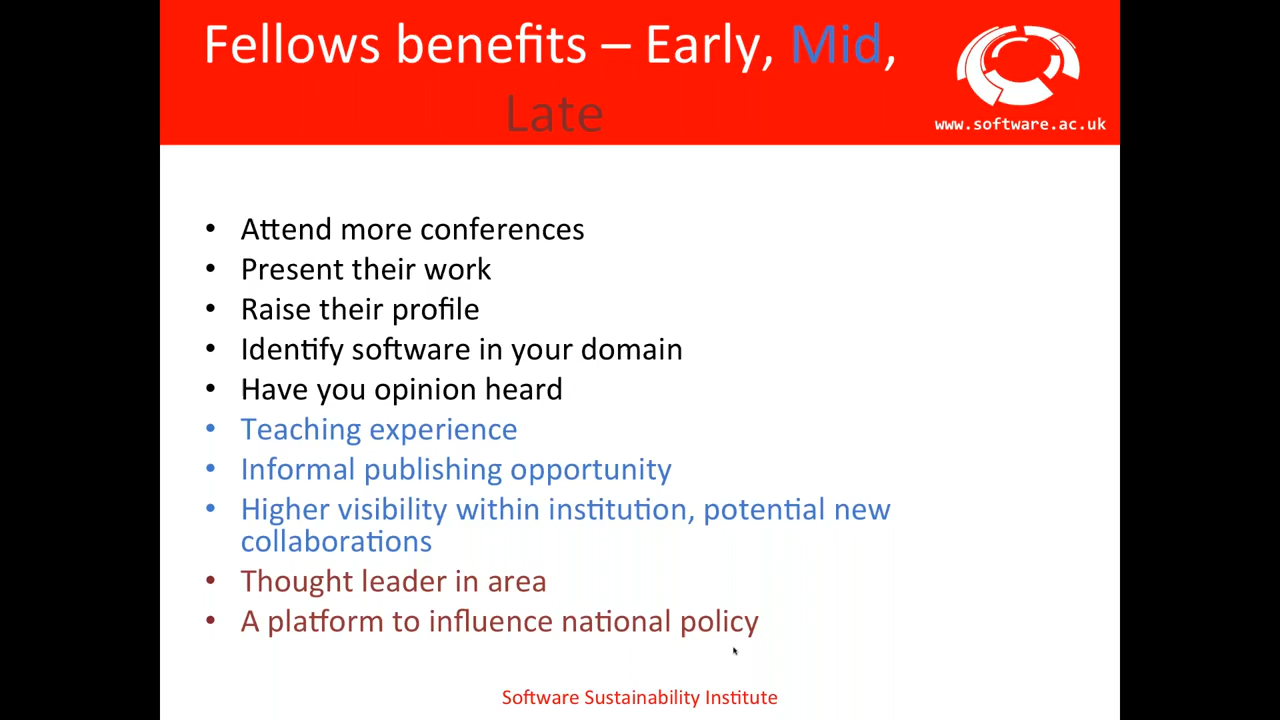 Fellows benefits – Early, Mid,
Late
www.software.ac.uk
• Attend more conferences
• Present their work
• Raise their profile
• Identify software in your domain
• Have you opinion heard
• Teaching experience
• Informal publishing opportunity
• Higher visibility within institution, potential new
collaborations
• Thought leader in area
• A platform to influence national policy
Software Sustainability Institute